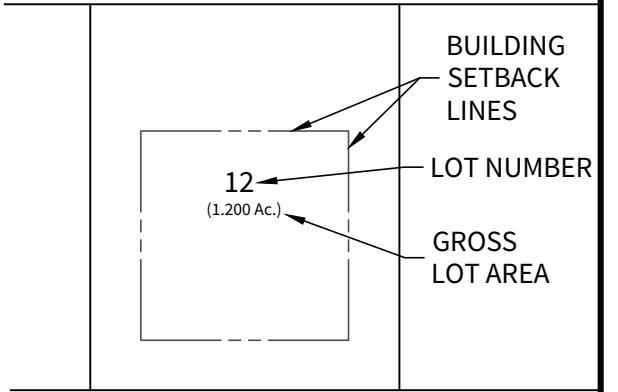 BUILDING
SETBACK
LINES
12
LOT NUMBER
(1.200 Ac.)
GROSS
LOT AREA